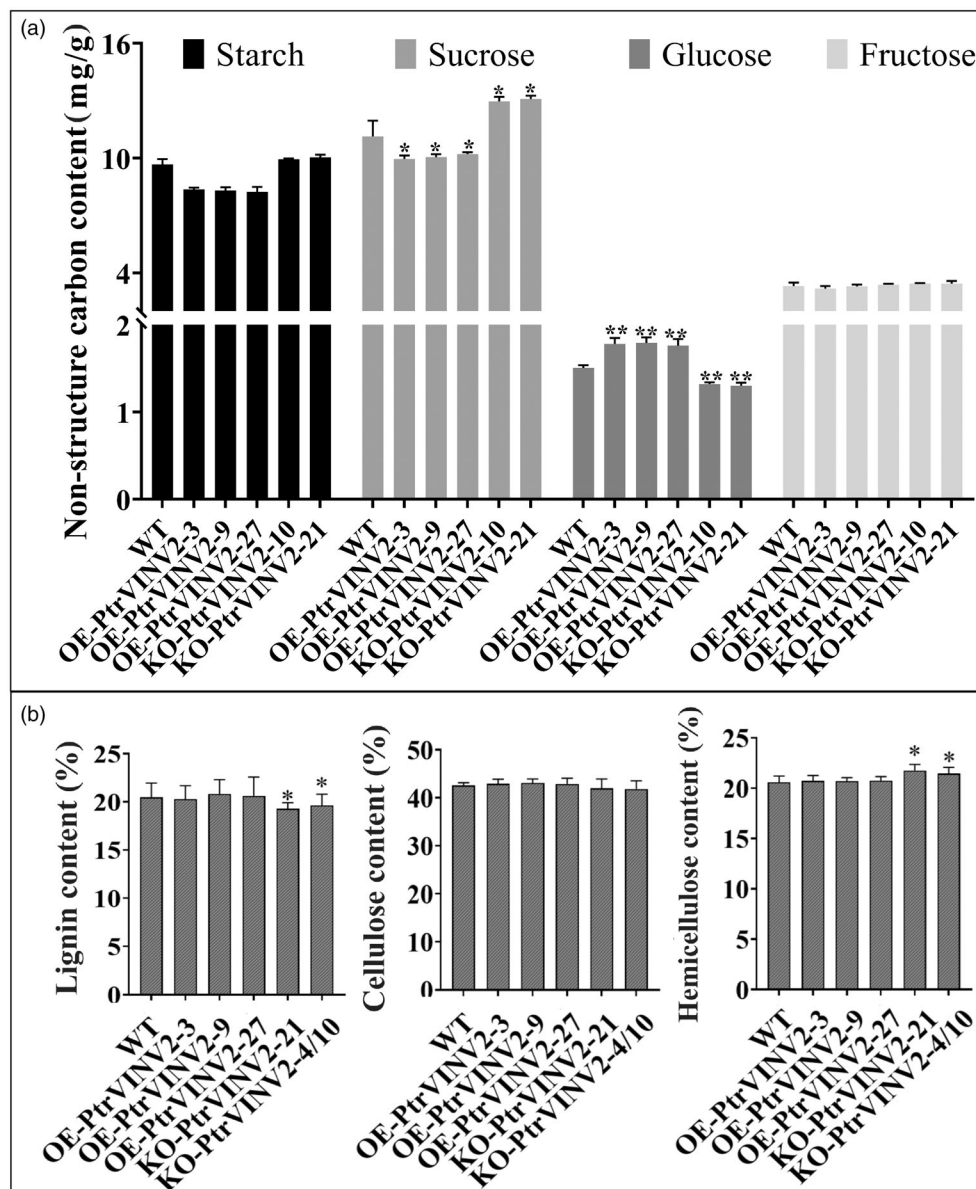 (a)
Starch Sucrose Glucose Fructose
Non-structure carbon content(mg/g)
16
10
4
2
1
0
* * * * *
** ** ** ** **
WT OE-PtrVINV2-3 OE-PtrVINV2-9 OE-PtrVINV2-27 KO-PtrVINV2-10 KO-PtrVINV2-21
WT OE-PtrVINV2-3 OE-PtrVINV2-9 OE-PtrVINV2-27 KO-PtrVINV2-10 KO-PtrVINV2-21
WT OE-PtrVINV2-3 OE-PtrVINV2-9 OE-PtrVINV2-27 KO-PtrVINV2-10 KO-PtrVINV2-21
WT OE-PtrVINV2-3 OE-PtrVINV2-9 OE-PtrVINV2-27 KO-PtrVINV2-10 KO-PtrVINV2-21
(b)
Lignin content (%)
25
20
15
10
5
0
* *
WT OE-PtrVINV2-3 OE-PtrVINV2-9 OE-PtrVINV2-27 KO-PtrVINV2-21 KO-PtrVINV2-4/10
Cellulose content (%)
50
40
30
20
10
0
WT OE-PtrVINV2-3 OE-PtrVINV2-9 OE-PtrVINV2-27 KO-PtrVINV2-21 KO-PtrVINV2-4/10
Hemicellulose content (%)
25
20
15
10
5
0
* *
WT OE-PtrVINV2-3 OE-PtrVINV2-9 OE-PtrVINV2-27 KO-PtrVINV2-21 KO-PtrVINV2-4/10